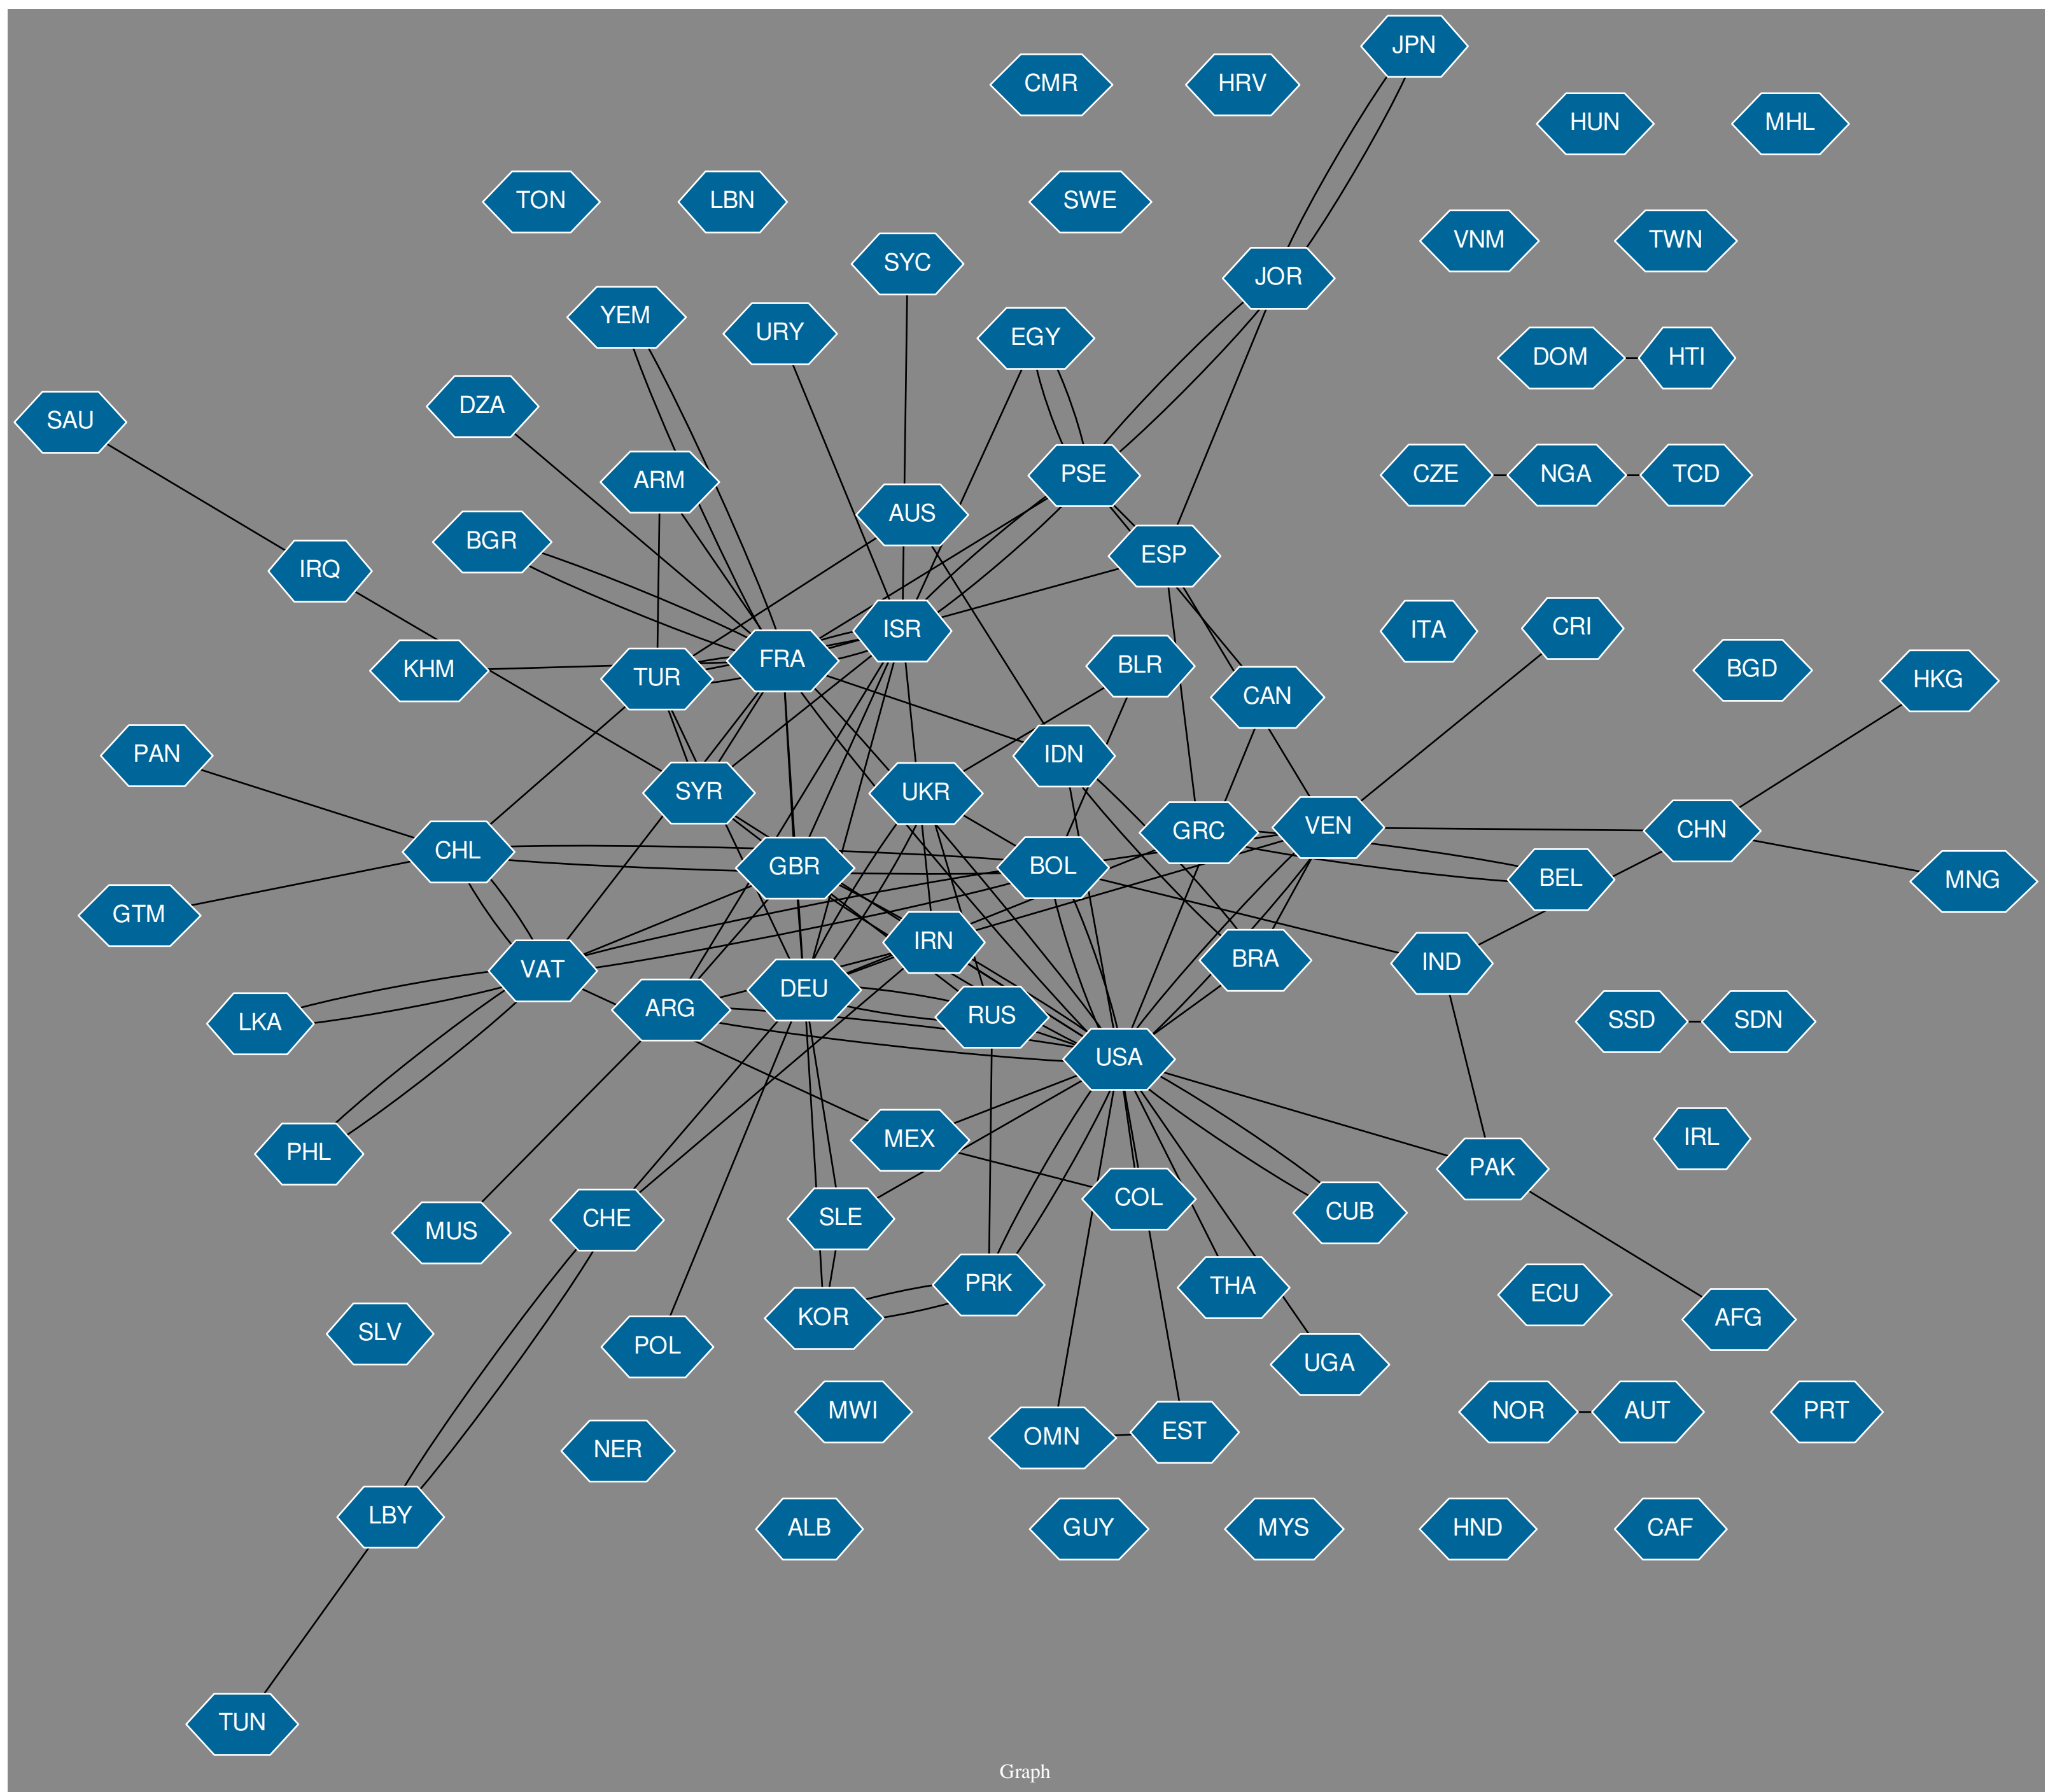 JPN
CMR
HRV
HUN
MHL
TON
LBN
SWE
VNM
TWN
SYC
JOR
YEM
URY
EGY
DOM
HTI
DZA
SAU
ARM
PSE
CZE
NGA
TCD
AUS
BGR
ESP
IRQ
ISR
ITA
CRI
FRA
BLR
KHM
TUR
BGD
HKG
CAN
PAN
IDN
SYR
UKR
GRC
VEN
CHN
CHL
GBR
BOL
BEL
MNG
GTM
IRN
BRA
IND
VAT
DEU
LKA
ARG
RUS
SSD
SDN
USA
PHL
MEX
IRL
PAK
MUS
CHE
SLE
COL
CUB
PRK
THA
ECU
AFG
SLV
KOR
POL
UGA
MWI
NOR
AUT
PRT
NER
OMN
EST
LBY
ALB
GUY
MYS
HND
CAF
TUN
Graph